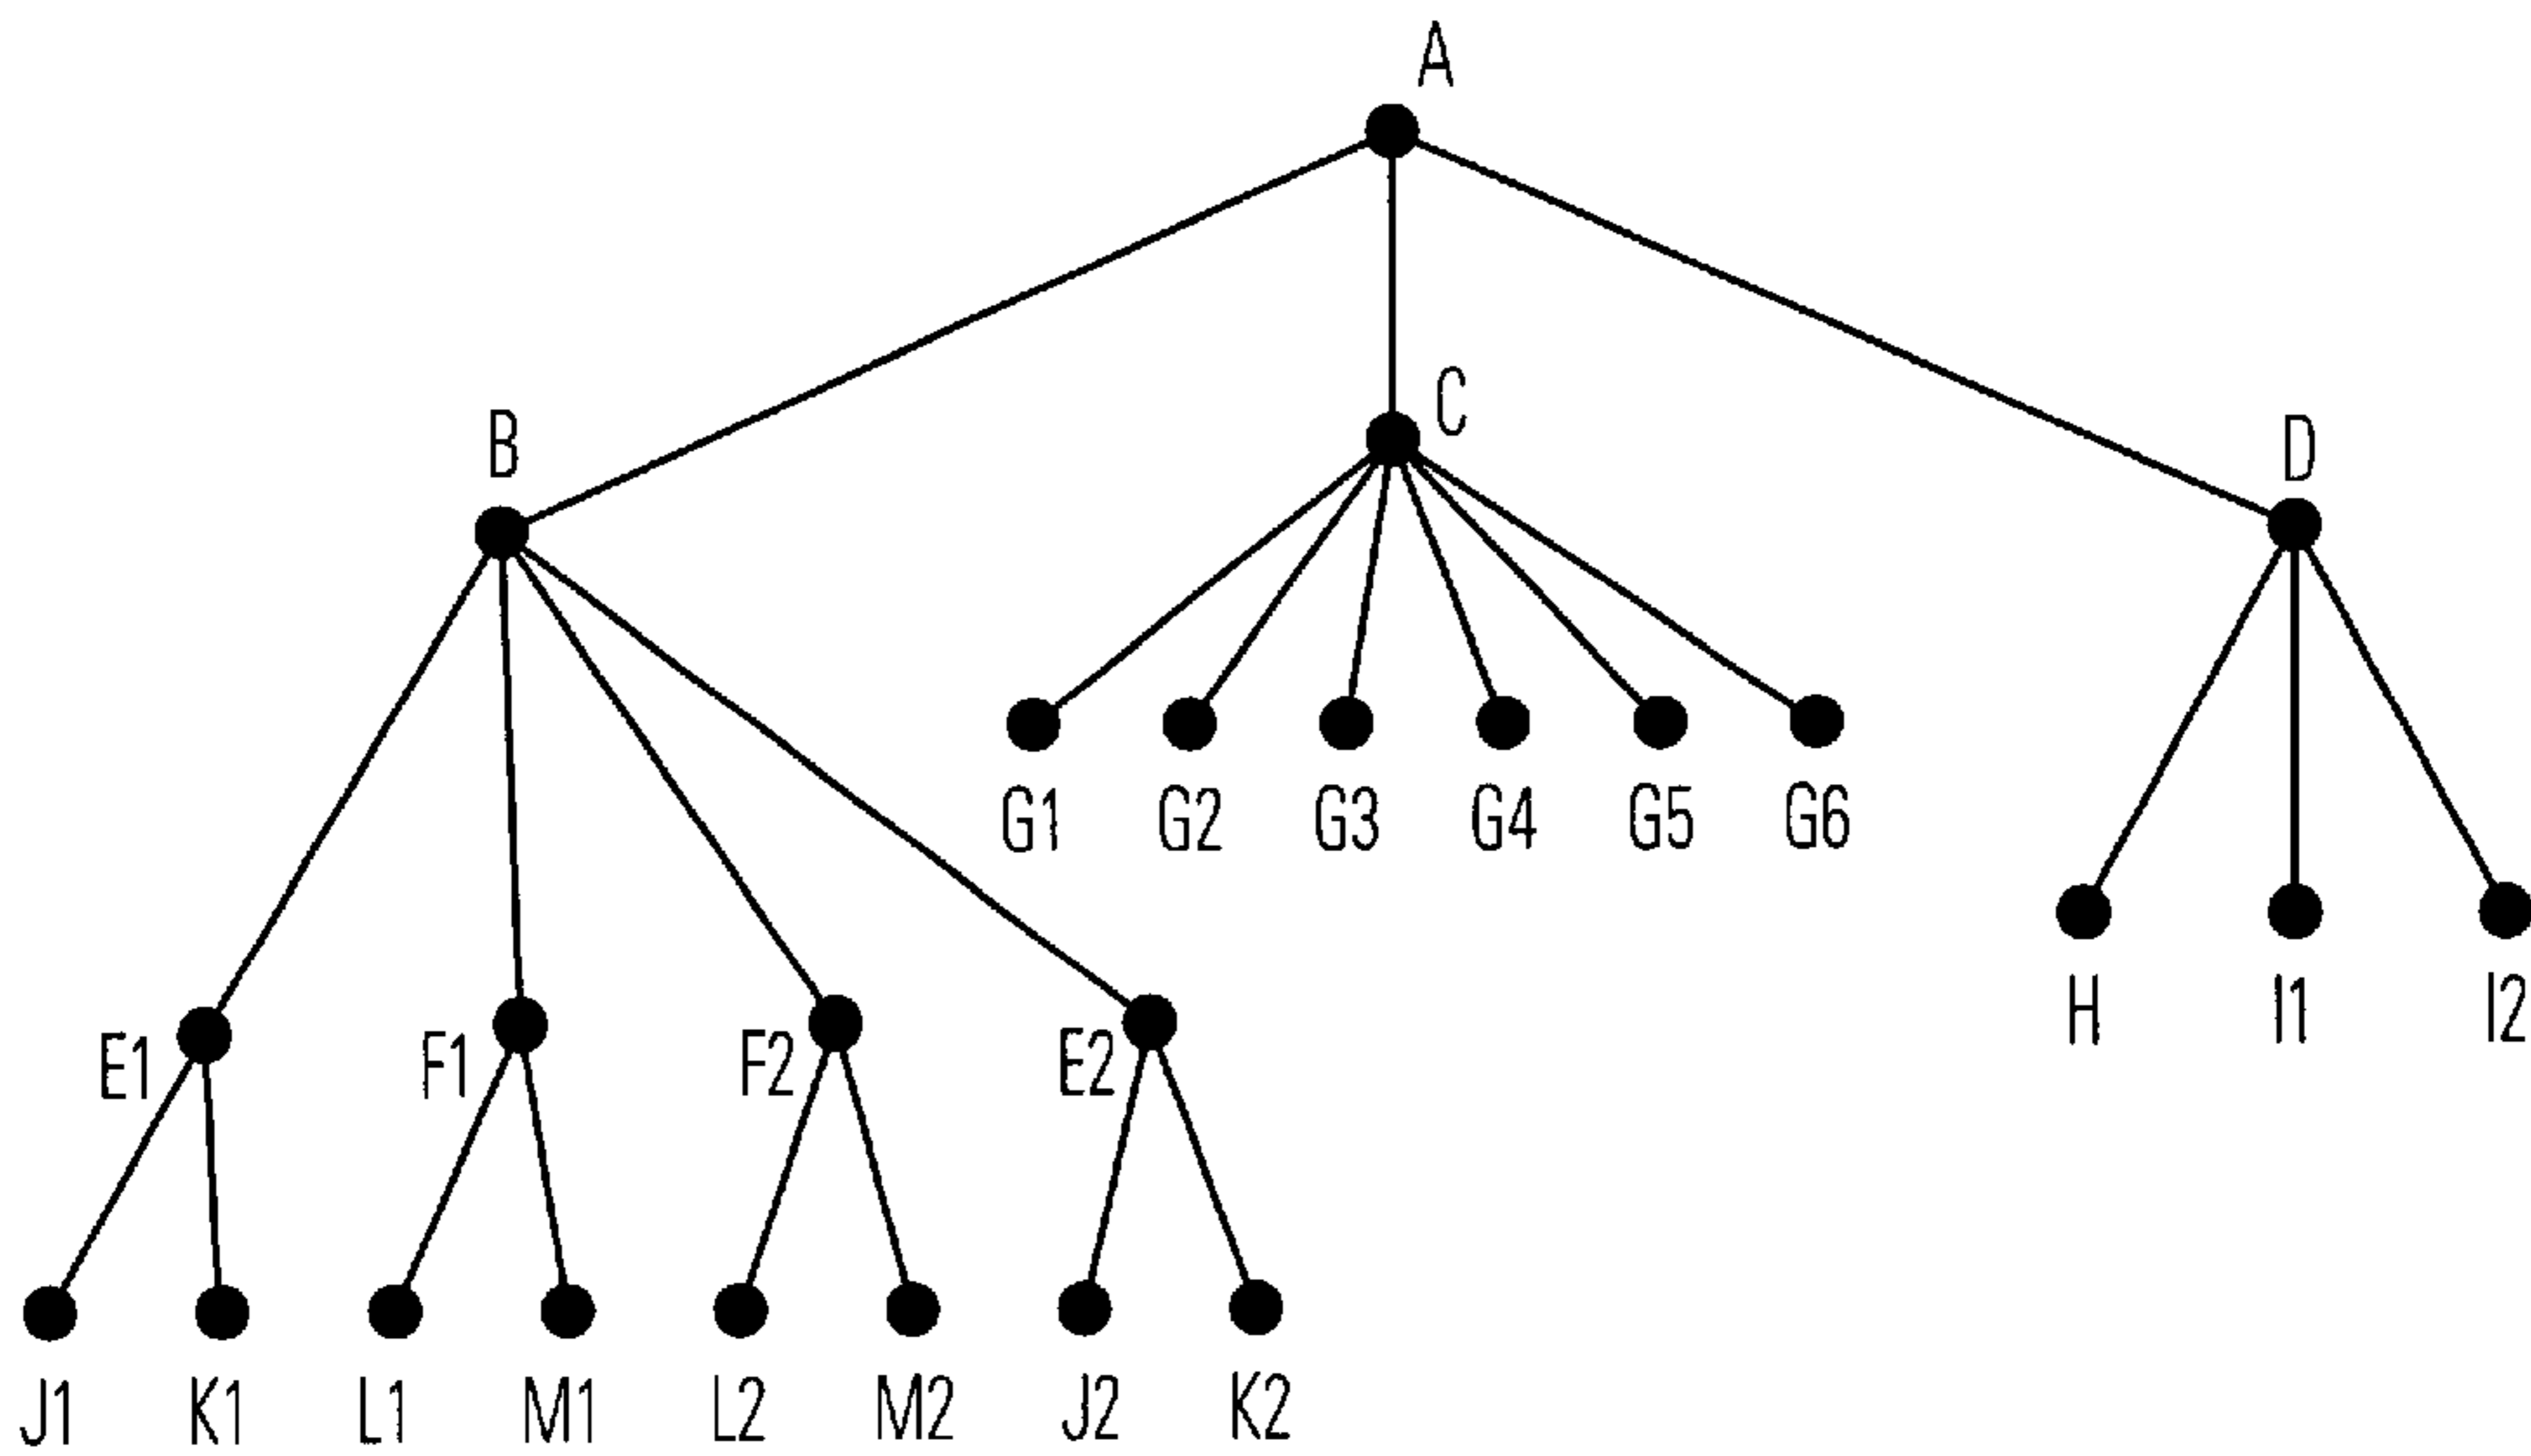 A
B
C
D
G1 G2 G3 G4 G5 G6
H I1 I2
E1 F1 F2 E2
J1 K1 L1 M1 L2 M2 J2 K2